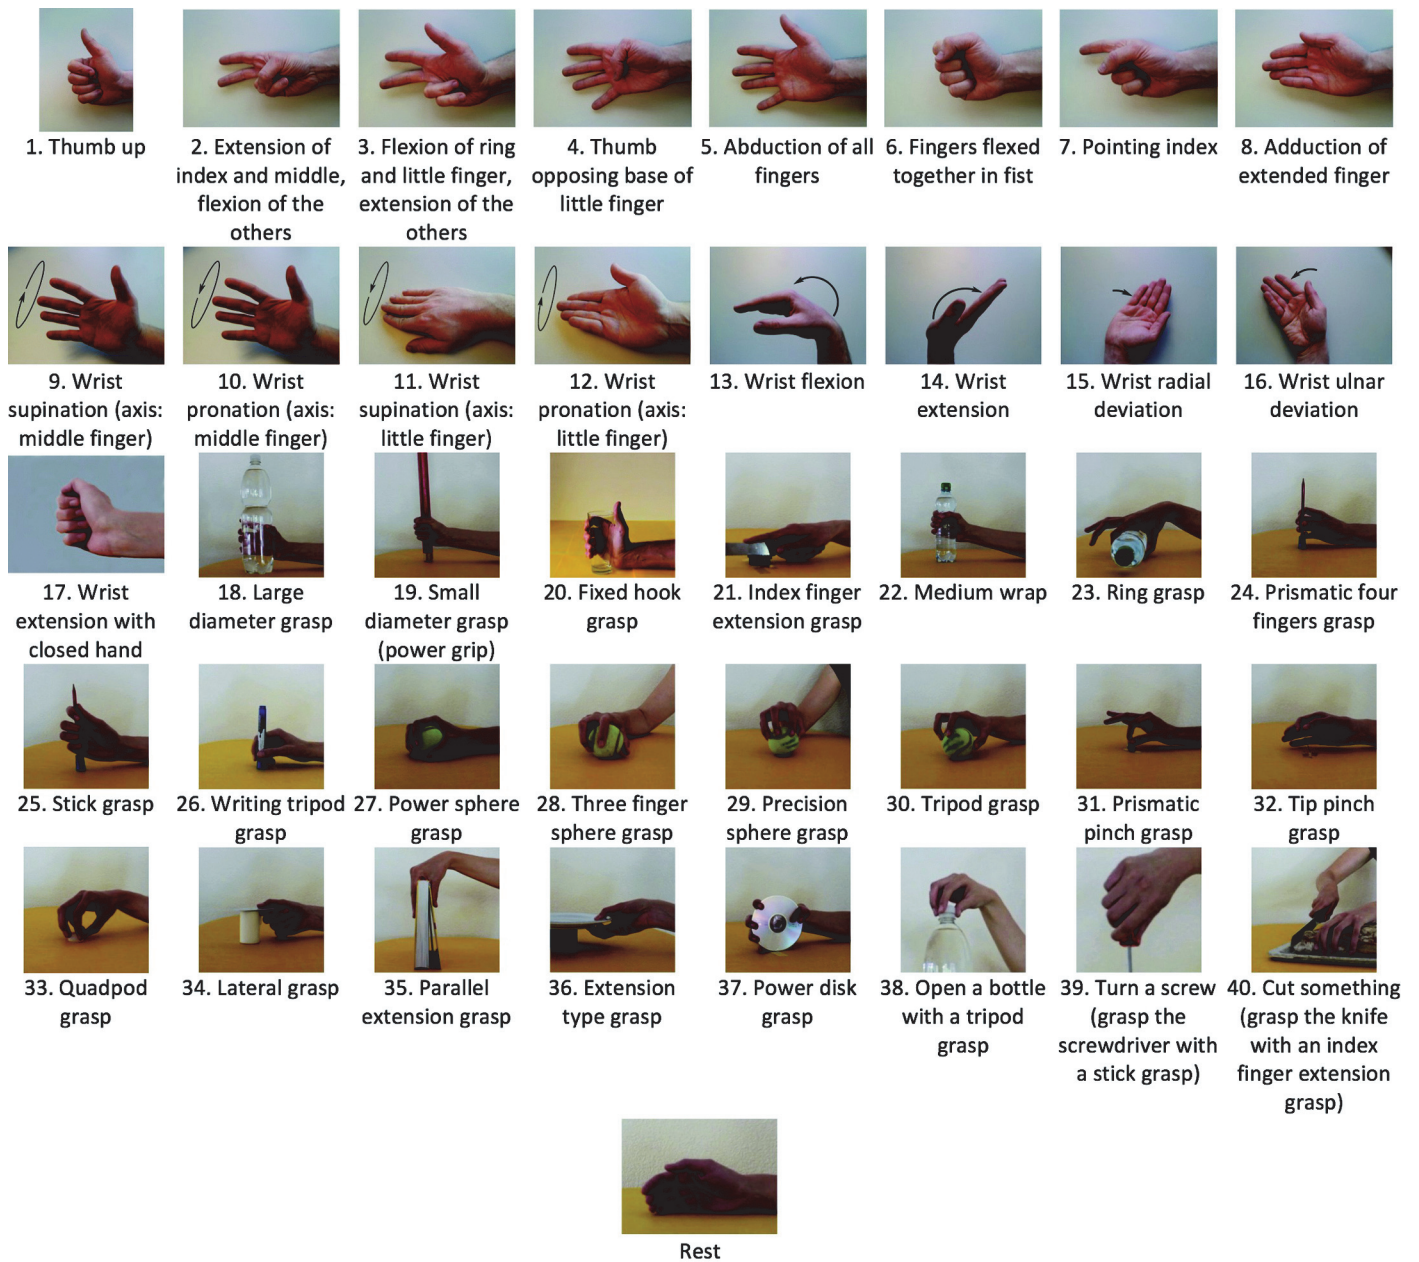 1. Thumb up
2. Extension of
index and middle,
flexion of the
others
3. Flexion of ring
and little finger,
extension of the
others
4. Thumb
opposing base of
little finger
5. Abduction of all
fingers
6. Fingers flexed
together in fist
7. Pointing index
8. Adduction of
extended finger
9. Wrist
supination (axis:
middle finger)
10. Wrist
pronation (axis:
middle finger)
11. Wrist
supination (axis:
little finger)
12. Wrist
pronation (axis:
little finger)
13. Wrist flexion
14. Wrist
extension
15. Wrist radial
deviation
16. Wrist ulnar
deviation
17. Wrist
extension with
closed hand
18. Large
diameter grasp
19. Small
diameter grasp
(power grip)
20. Fixed hook
grasp
21. Index finger
extension grasp
22. Medium wrap
23. Ring grasp
24. Prismatic four
fingers grasp
25. Stick grasp
26. Writing tripod
grasp
27. Power sphere
grasp
28. Three finger
sphere grasp
29. Precision
sphere grasp
30. Tripod grasp
31. Prismatic
pinch grasp
32. Tip pinch
grasp
33. Quadpod
grasp
34. Lateral grasp
35. Parallel
extension grasp
36. Extension
type grasp
37. Power disk
grasp
38. Open a bottle
with a tripod
grasp
39. Turn a screw
(grasp the
screwdriver with
a stick grasp)
40. Cut something
(grasp the knife
with an index
finger extension
grasp)
Rest